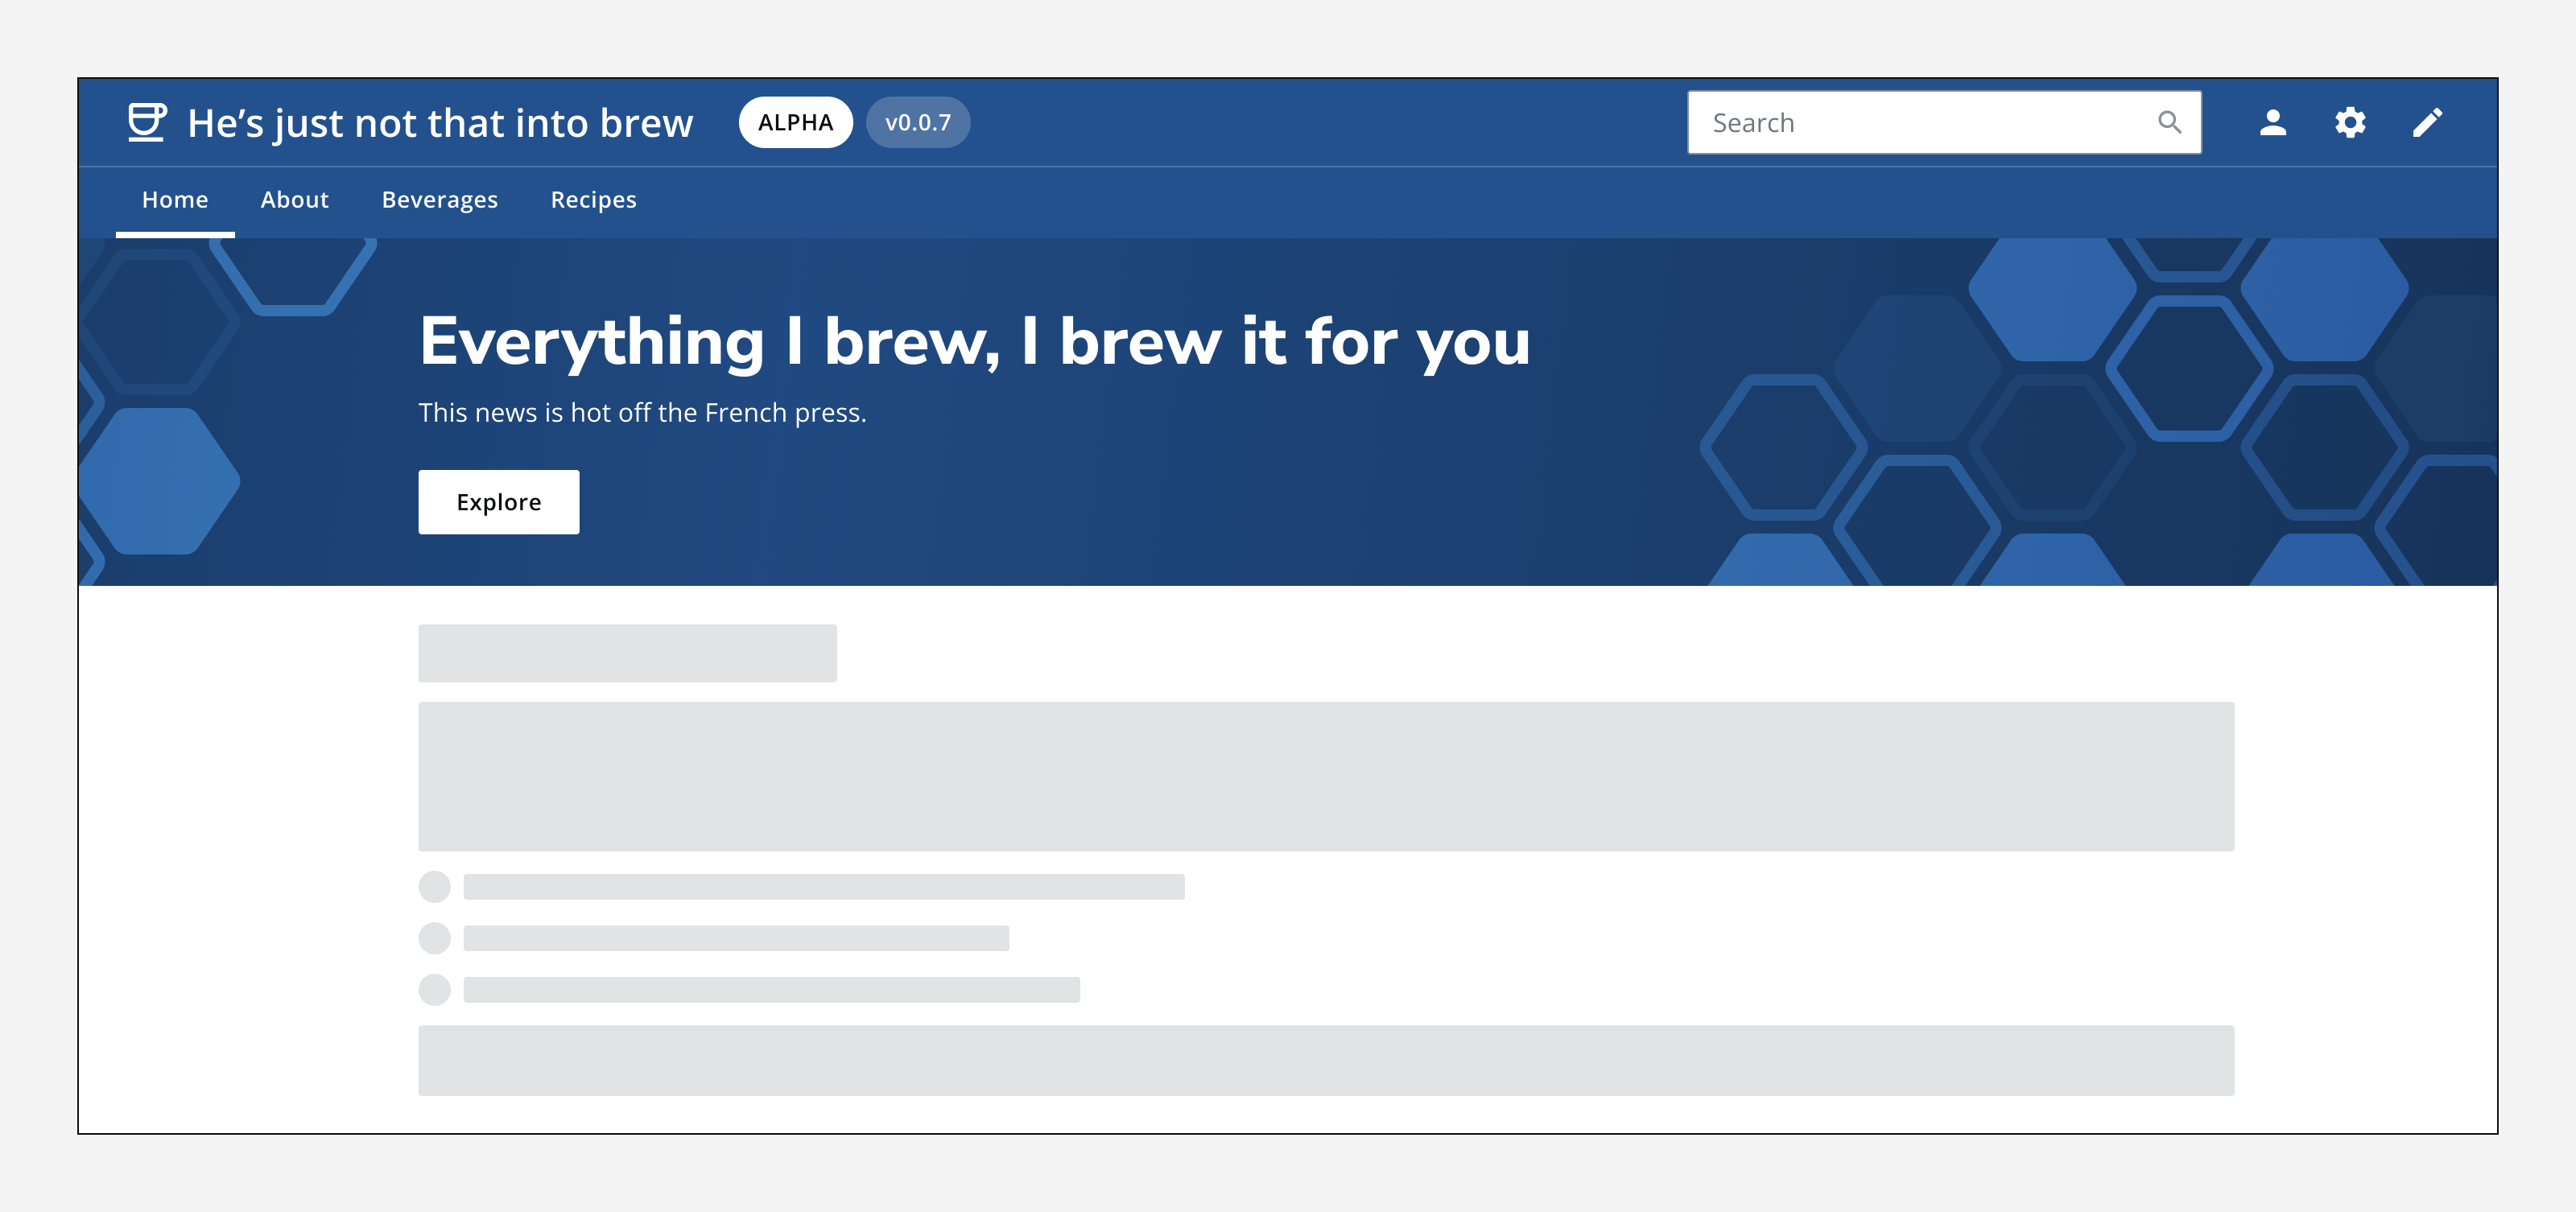 He’s just not that into brew ALPHA v0.0.7 Search
Home About Beverages Recipes
Everything I brew, I brew it for you
This news is hot off the French press.
Explore